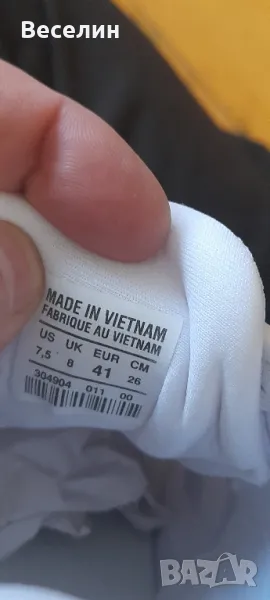 Веселин
MADE IN VIETNAM
FABRIQUE AU VIETNAM
US UK EUR CM
7,5 8 41 26
304904 011 00
BAZAR